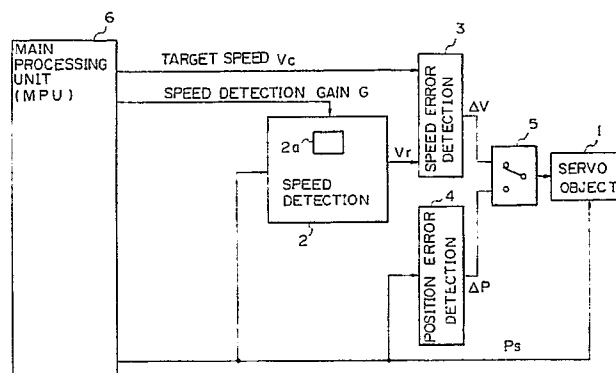 6
MAIN
PROCESSING
UNIT
(MPU)
TARGET SPEED Vc
SPEED DETECTION GAIN G
3
SPEED ERROR
DETECTION
ΔV
5
1
SERVO
OBJECT
2a
SPEED
DETECTION
2
Vr
4
POSITION ERROR
DETECTION
ΔP
Ps